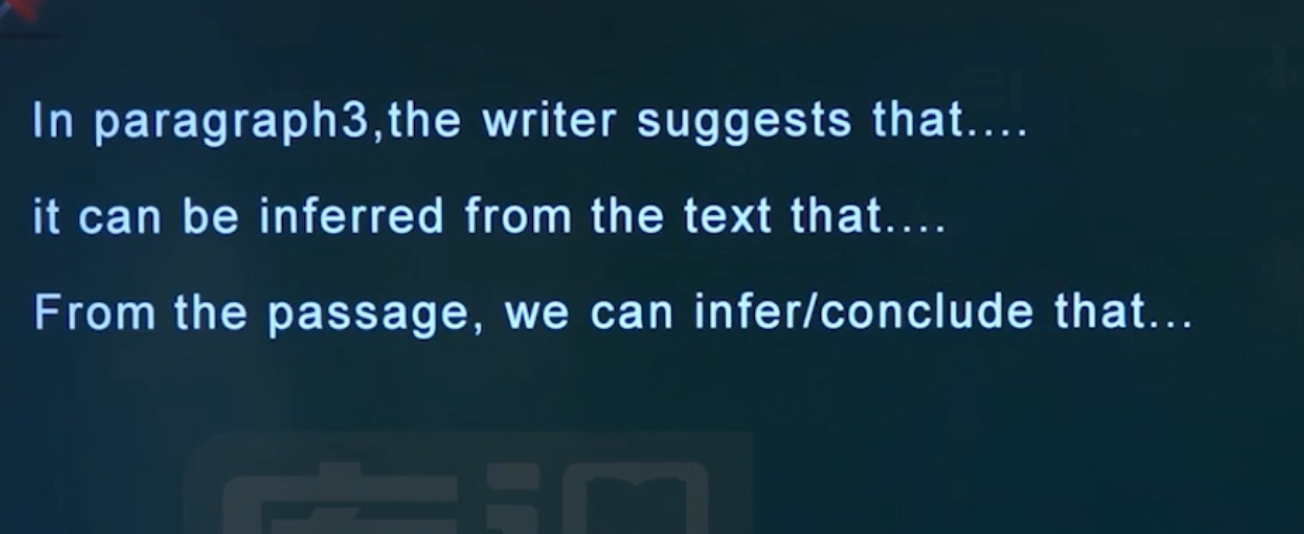 In paragraph3,the writer suggests that....
it can be inferred from the text that....
From the passage, we can infer/conclude that...